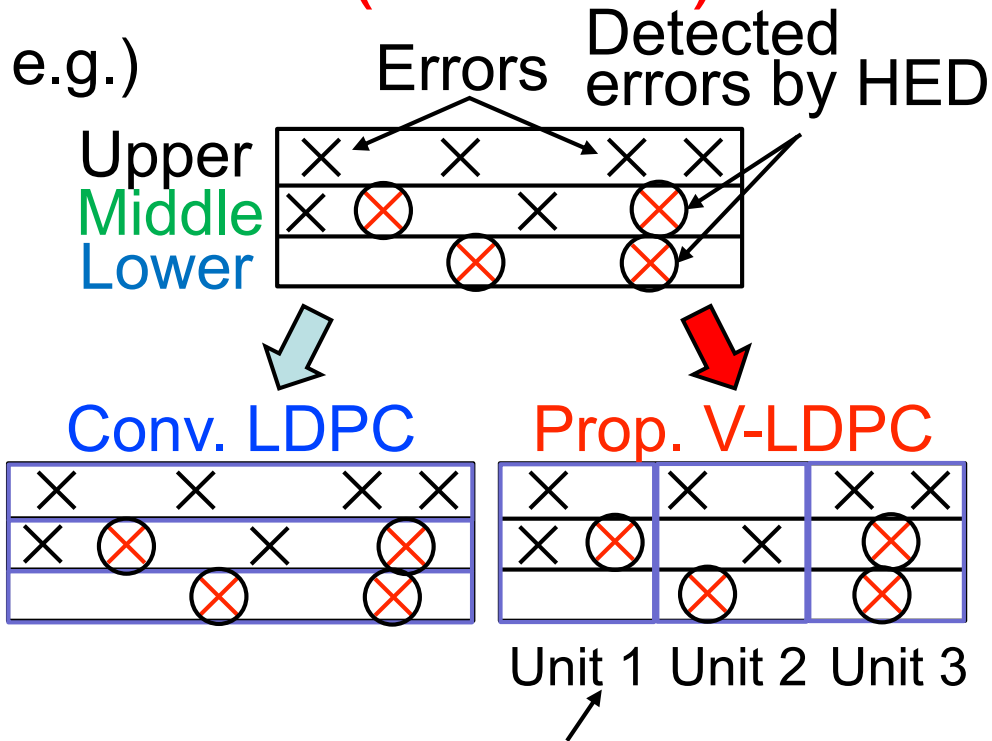 e.g.)
Errors
Detected
errors by HED
Upper
Middle
Lower
Conv. LDPC
Prop. V-LDPC
Unit 1 Unit 2 Unit 3